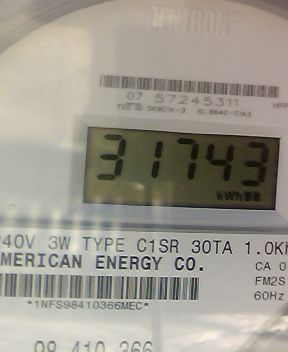 07 57245311
31743
kWh
240V 3W TYPE C1SR 30TA 1.0K
MERICAN ENERGY CO.
CA 0
FM2S
60Hz
*1NFS98410366MEC*
98 410 366